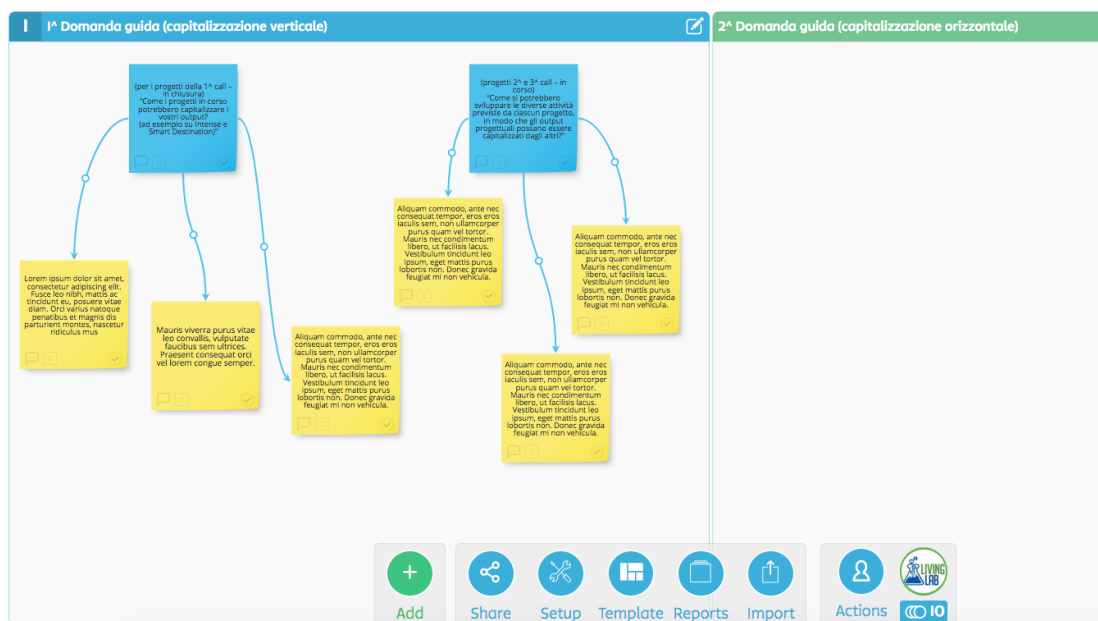 I I^ Domanda guida (capitalizzazione verticale)
2^ Domanda guida (capitalizzazione orizzontale)
(per i progetti della 1^ call –
in chiusura)
"Come i progetti in corso
potrebbero capitalizzare i
vostri output?
(ad esempio su Intense e
Smart Destination)"
(progetti 2^ e 3^ call – in
corso)
"Come si potrebbero
sviluppare le diverse attività
previste da ciascun progetto,
in modo che gli output
progettuali possano essere
capitalizzati dagli altri?"
Lorem ipsum dolor sit amet,
consectetur adipiscing elit.
Fusce leo nibh, mattis ac
tincidunt eu, posuere vitae
diam. Orci varius natoque
penatibus et magnis dis
parturient montes, nascetur
ridiculus mus
Mauris viverra purus vitae
leo convallis, vulputate
faucibus sem ultrices.
Praesent consequat orci
vel lorem congue semper.
Aliquam commodo, ante nec
consequat tempor, eros eros
iaculis sem, non ullamcorper
purus quam vel tortor.
Mauris nec condimentum
libero, ut facilisis lacus.
Vestibulum tincidunt leo
ipsum, eget mattis purus
lobortis non. Donec gravida
feugiat mi non vehicula.
Aliquam commodo, ante nec
consequat tempor, eros eros
iaculis sem, non ullamcorper
purus quam vel tortor.
Mauris nec condimentum
libero, ut facilisis lacus.
Vestibulum tincidunt leo
ipsum, eget mattis purus
lobortis non. Donec gravida
feugiat mi non vehicula.
Aliquam commodo, ante nec
consequat tempor, eros eros
iaculis sem, non ullamcorper
purus quam vel tortor.
Mauris nec condimentum
libero, ut facilisis lacus.
Vestibulum tincidunt leo
ipsum, eget mattis purus
lobortis non. Donec gravida
feugiat mi non vehicula.
Aliquam commodo, ante nec
consequat tempor, eros eros
iaculis sem, non ullamcorper
purus quam vel tortor.
Mauris nec condimentum
libero, ut facilisis lacus.
Vestibulum tincidunt leo
ipsum, eget mattis purus
lobortis non. Donec gravida
feugiat mi non vehicula.
Add
Share
Setup
Template
Reports
Import
Actions
LIVING
LAB
IO